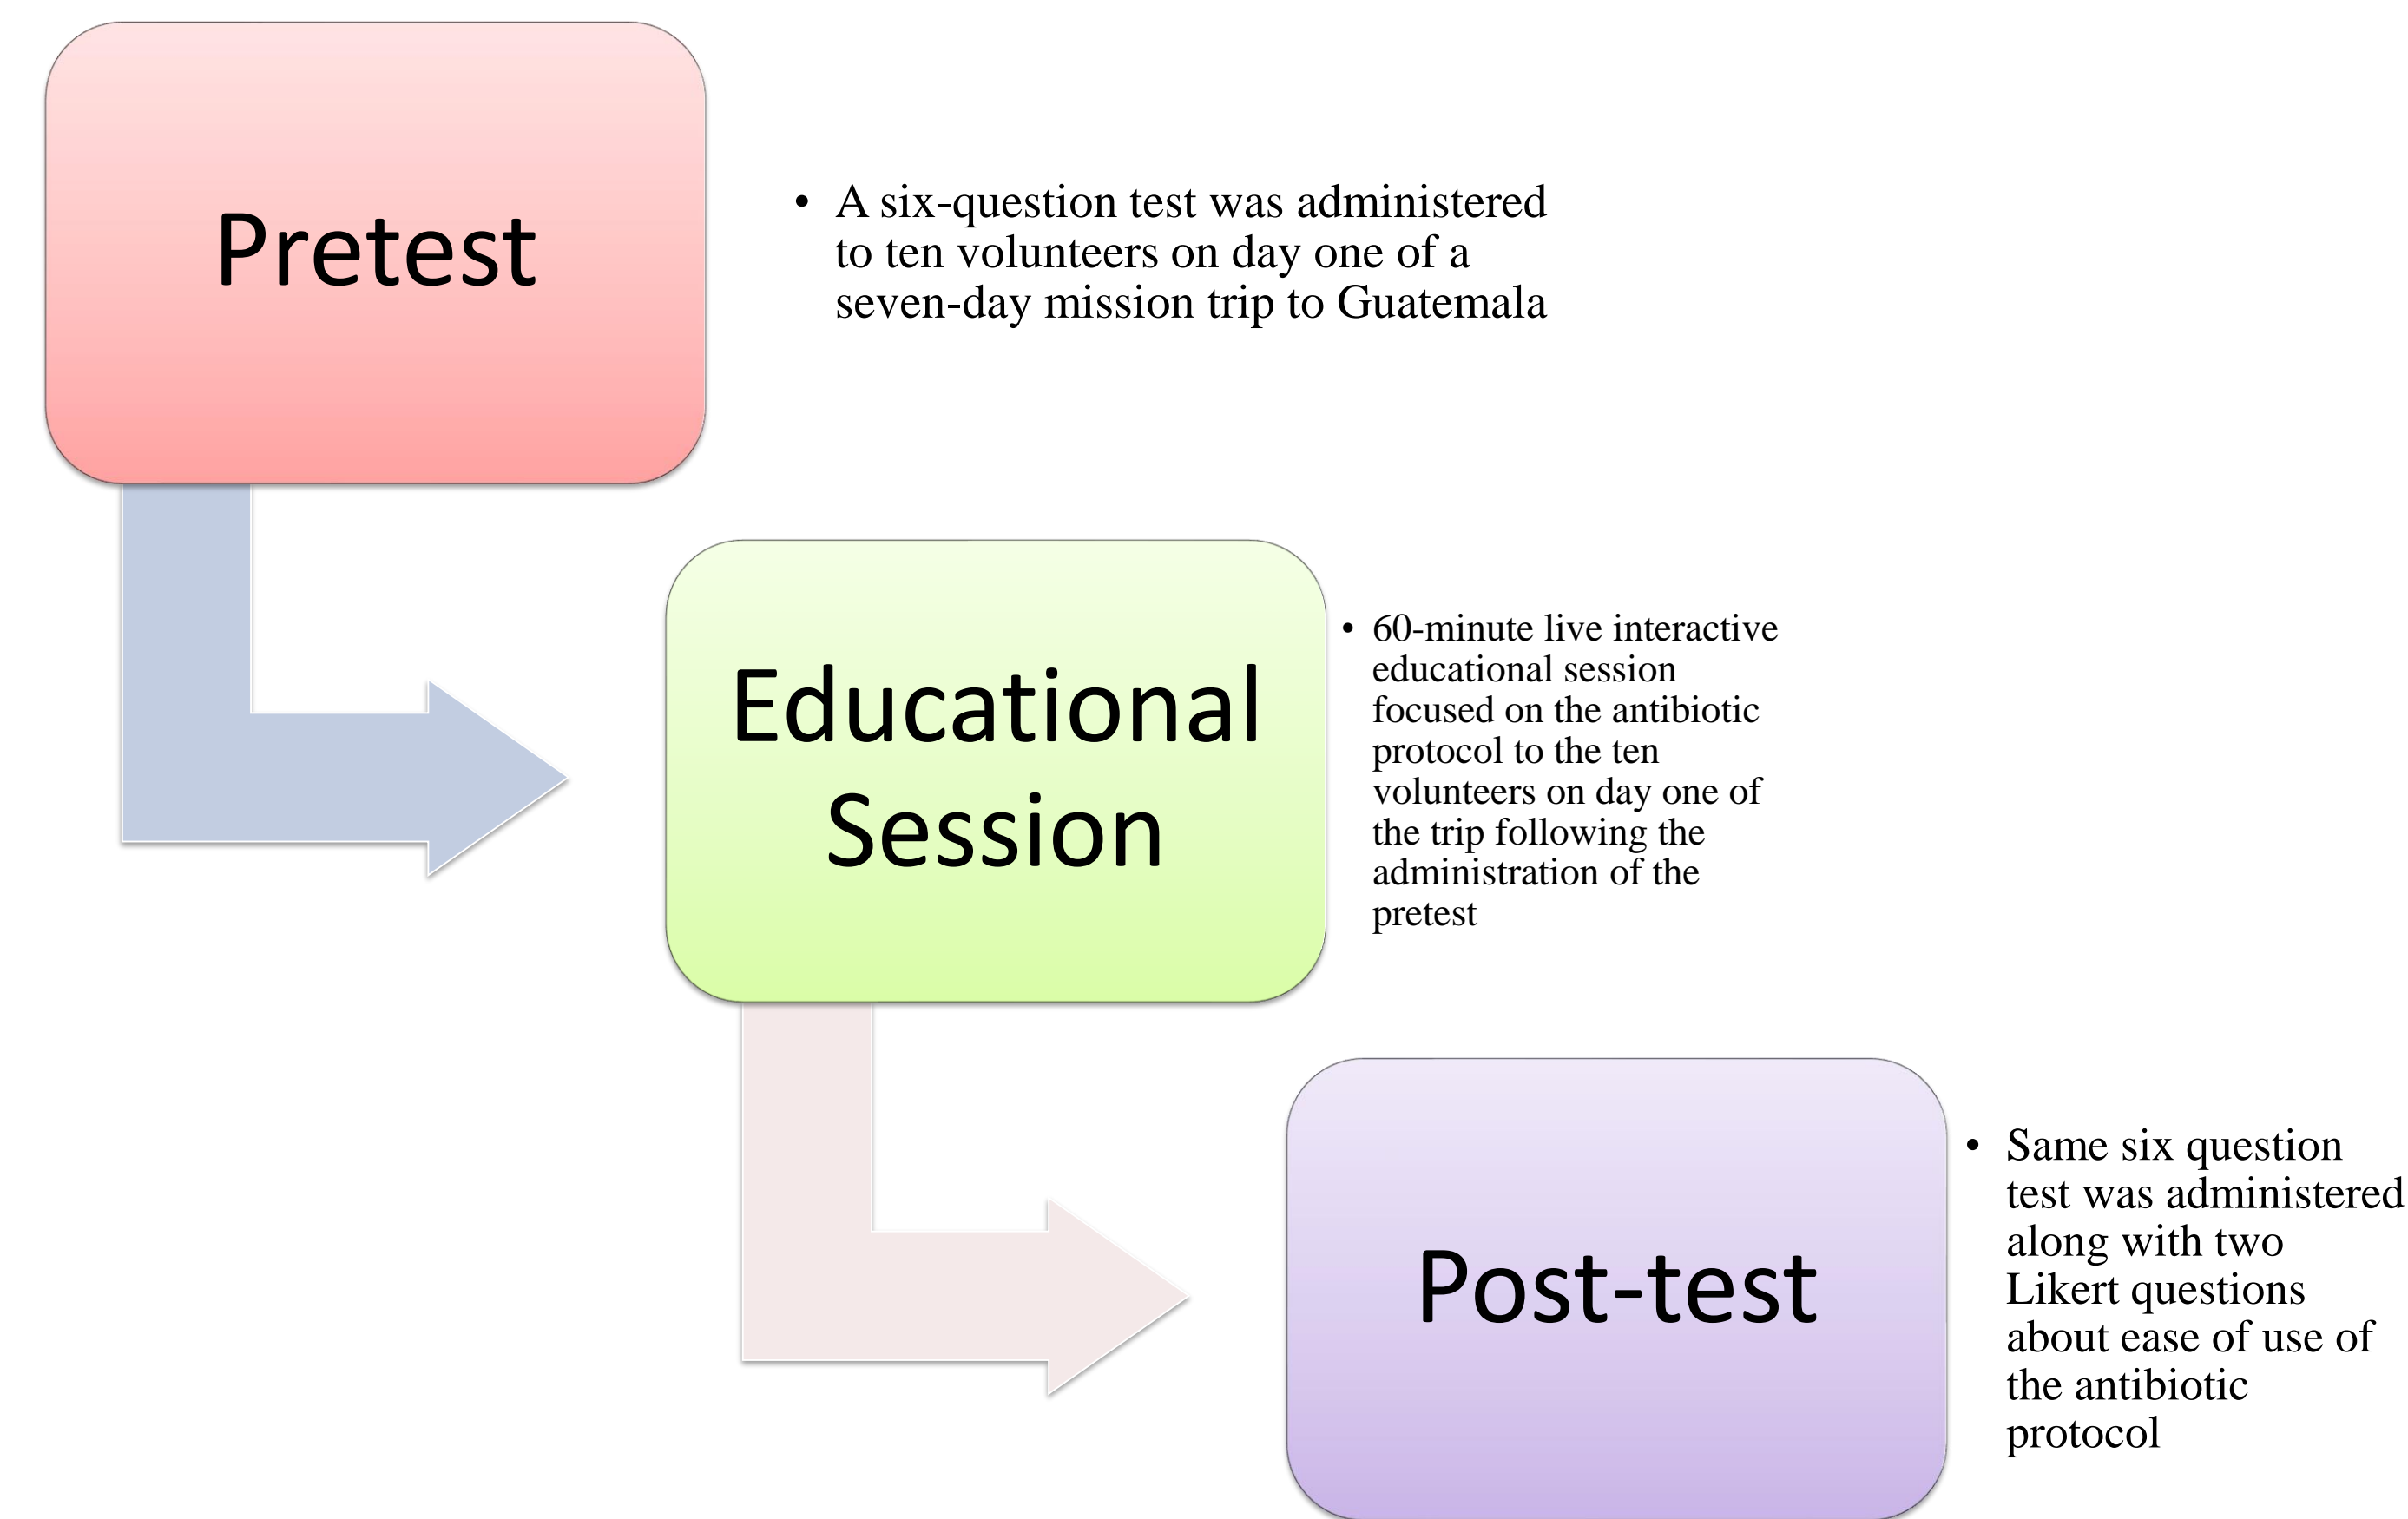 Pretest
• A six-question test was administered
to ten volunteers on day one of a
seven-day mission trip to Guatemala
Educational
Session
• 60-minute live interactive
educational session
focused on the antibiotic
protocol to the ten
volunteers on day one of
the trip following the
administration of the
pretest
Post-test
• Same six question
test was administered
along with two
Likert questions
about ease of use of
the antibiotic
protocol